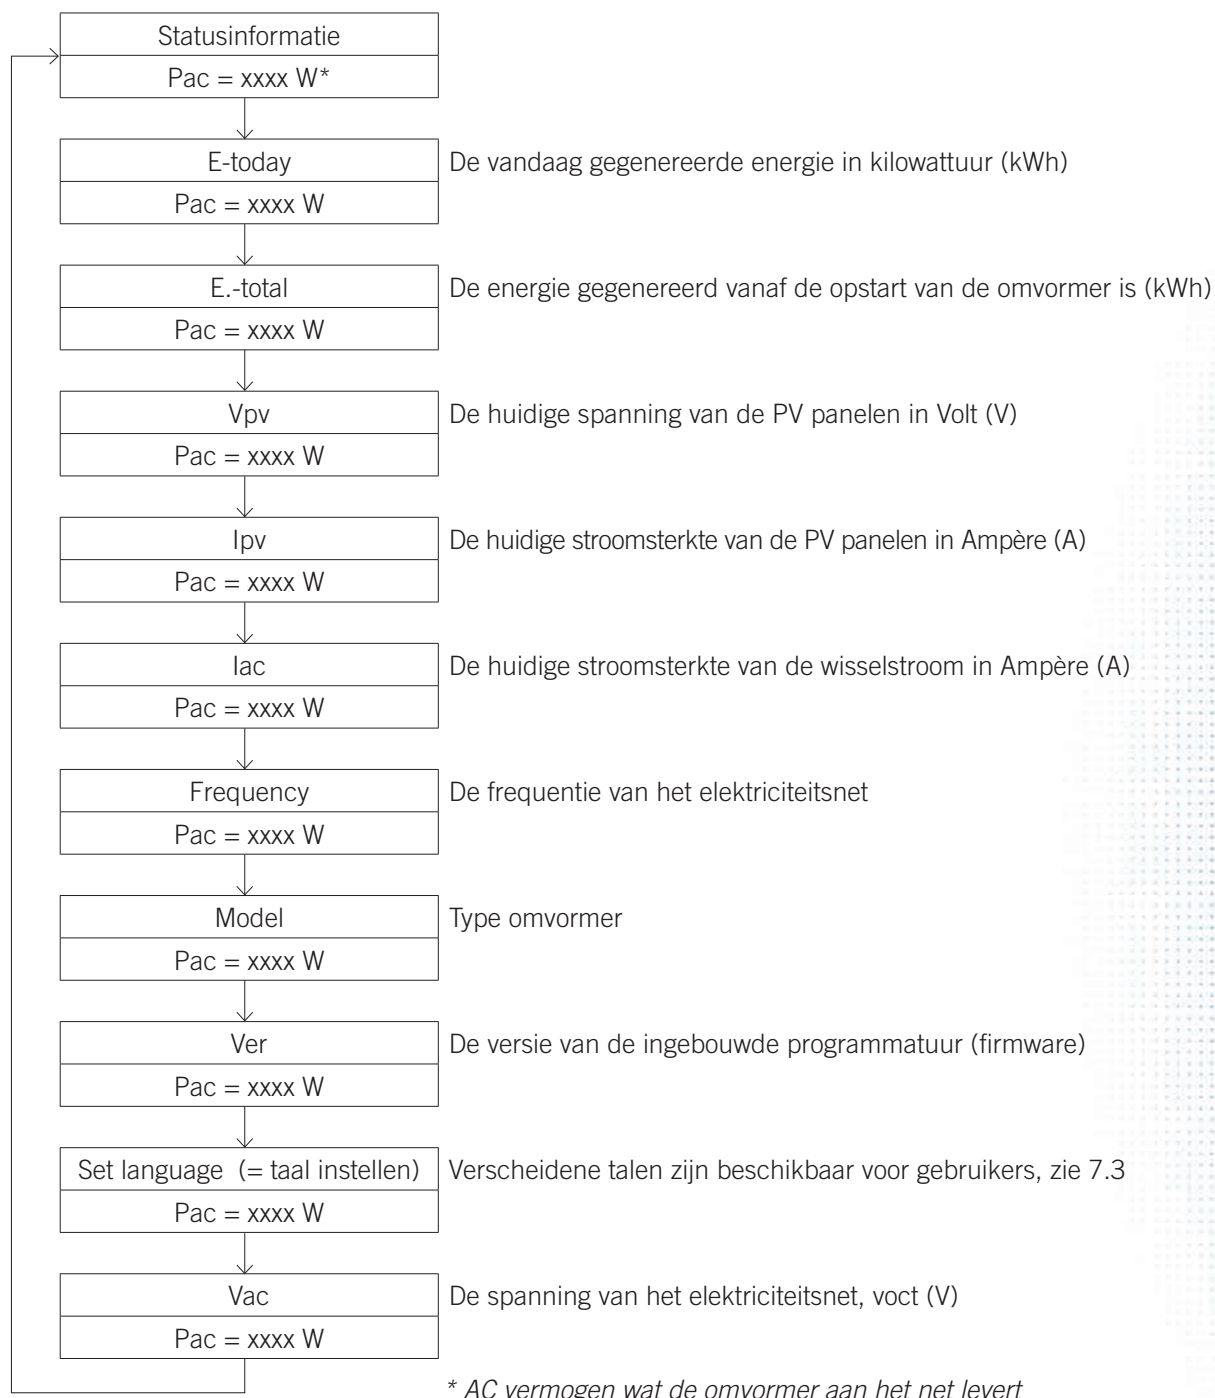 Statusinformatie
Pac = xxxx W*
E-today
De vandaag gegenereerde energie in kilowattuur (kWh)
Pac = xxxx W
E.-total
De energie gegenereerd vanaf de opstart van de omvormer is (kWh)
Pac = xxxx W
Vpv
De huidige spanning van de PV panelen in Volt (V)
Pac = xxxx W
Ipv
De huidige stroomsterkte van de PV panelen in Ampère (A)
Pac = xxxx W
Iac
De huidige stroomsterkte van de wisselstroom in Ampère (A)
Pac = xxxx W
Frequency
De frequentie van het elektriciteitsnet
Pac = xxxx W
Model
Type omvormer
Pac = xxxx W
Ver
De versie van de ingebouwde programmatuur (firmware)
Pac = xxxx W
Set language (= taal instellen)
Verscheidene talen zijn beschikbaar voor gebruikers, zie 7.3
Pac = xxxx W
Vac
De spanning van het elektriciteitsnet, voct (V)
Pac = xxxx W
* AC vermogen wat de omvormer aan het net levert